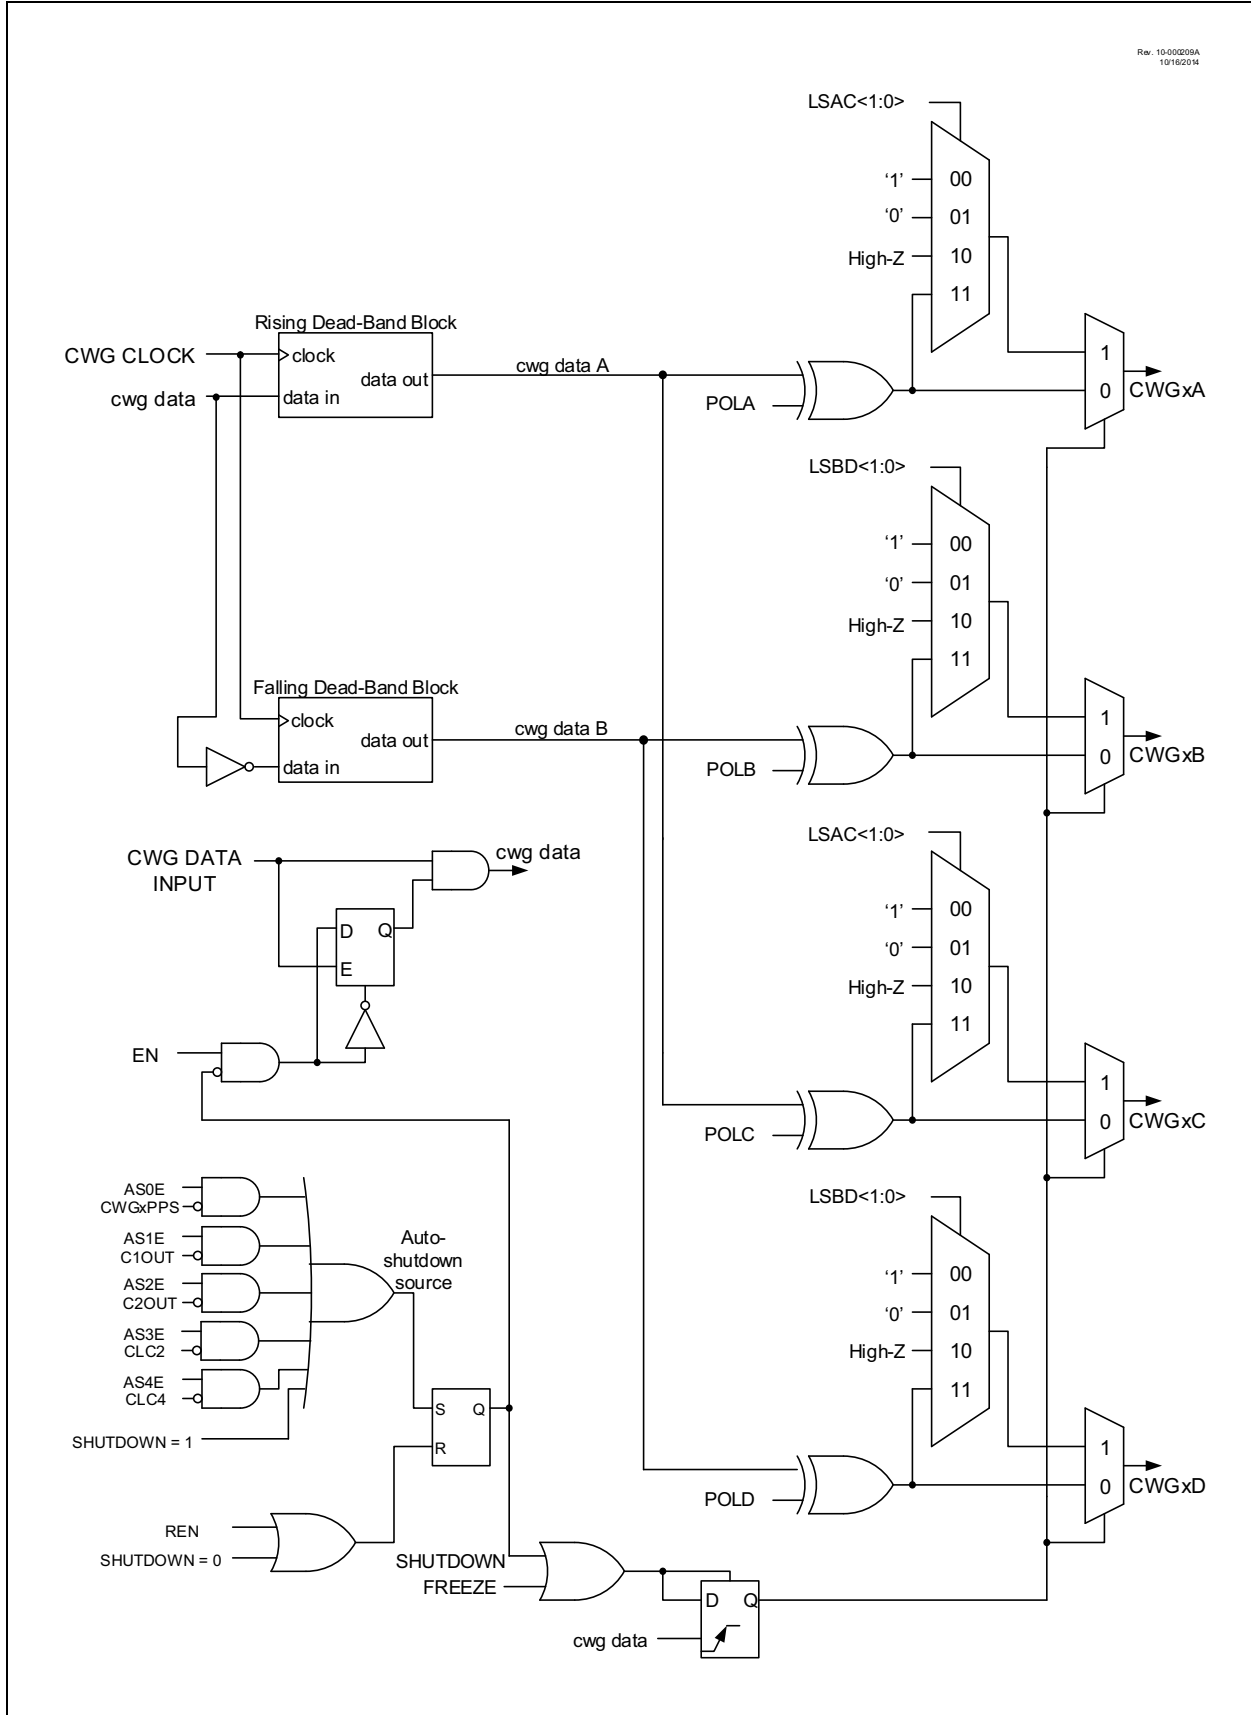 Rev. 10-000209A
10/16/2014
LSAC<1:0>
‘1’ 00
‘0’ 01
High-Z 10
11
1
0
CWGxA
Rising Dead-Band Block
CWG CLOCK
clock
cwg data
data in
data out
cwg data A
POLA
LSBD<1:0>
‘1’ 00
‘0’ 01
High-Z 10
11
1
0
CWGxB
Falling Dead-Band Block
clock
data out
data in
cwg data B
POLB
CWG DATA
INPUT
cwg data
D Q
E
EN
LSAC<1:0>
‘1’ 00
‘0’ 01
High-Z 10
11
1
0
CWGxC
POLC
AS0E
CWGxPPS
AS1E
C1OUT
AS2E
C2OUT
AS3E
CLC2
AS4E
CLC4
SHUTDOWN = 1
Auto-
shutdown
source
S Q
R
REN
SHUTDOWN = 0
LSBD<1:0>
‘1’ 00
‘0’ 01
High-Z 10
11
1
0
CWGxD
POLD
SHUTDOWN
FREEZE
D Q
cwg data